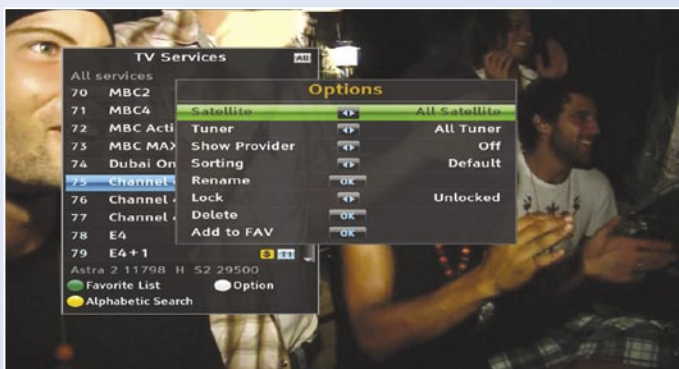 TV Services
All
All services
70 MBC2
71 MBC4
72 MBC Acti
73 MBC MAX
74 Dubai On
75 Channel
76 Channel
77 Channel
78 E4
79 E4+1 $ T1
Astra 2 11798 H S2 29500
Favorite List Option
Alphabetic Search
Options
Satellite All Satellite
Tuner All Tuner
Show Provider Off
Sorting Default
Rename OK
Lock Unlocked
Delete OK
Add to FAV OK